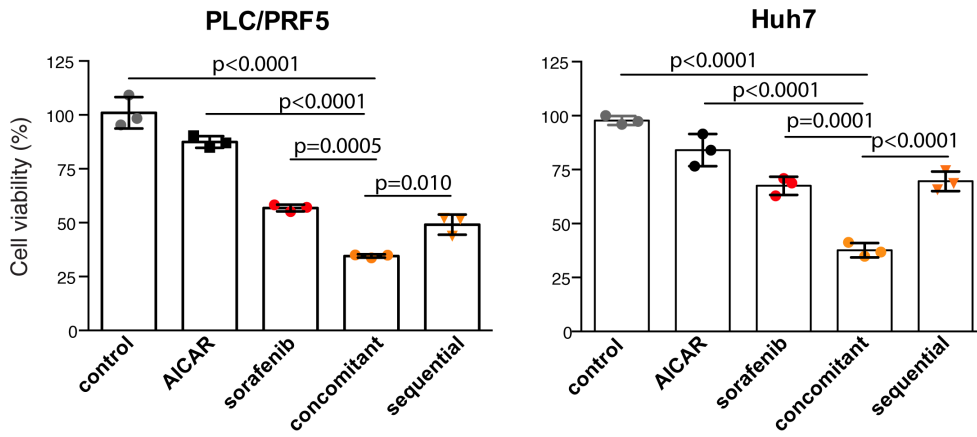 PLC/PRF5
Cell viability (%)
125
100
75
50
25
0
p<0.0001
p<0.0001
p=0.0005
p=0.010
control
AICAR
sorafenib
concomitant
sequential
Huh7
125
100
75
50
25
0
p<0.0001
p<0.0001
p=0.0001
p<0.0001
control
AICAR
sorafenib
concomitant
sequential